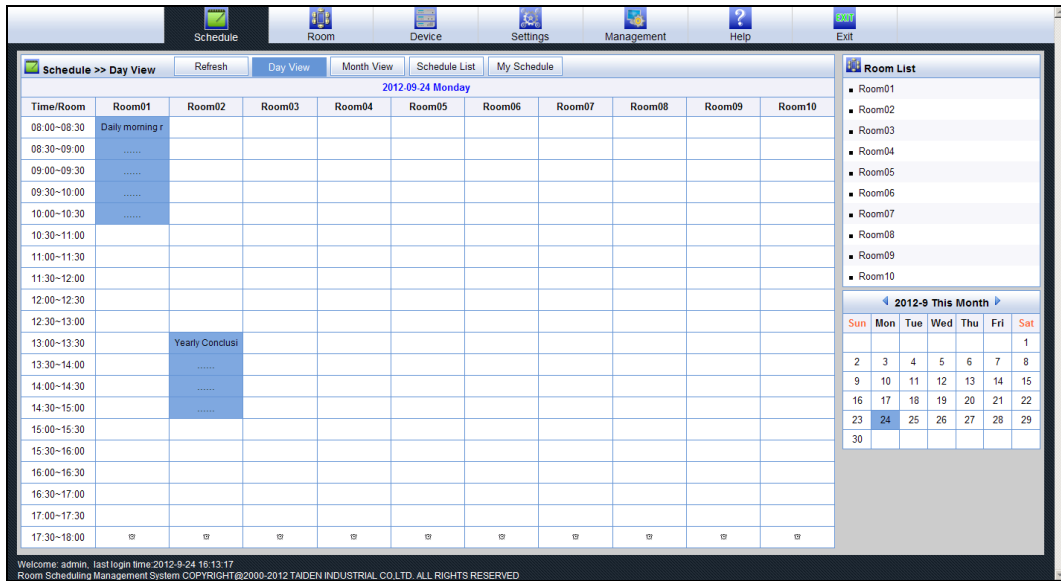 Schedule Room Device Settings Management Help Exit
Schedule >> Day View Refresh Day View Month View Schedule List My Schedule
2012-09-24 Monday
Time/Room Room01 Room02 Room03 Room04 Room05 Room06 Room07 Room08 Room09 Room10
08:00~08:30 Daily morning r
08:30~09:00 ......
09:00~09:30 ......
09:30~10:00 ......
10:00~10:30 ......
10:30~11:00
11:00~11:30
11:30~12:00
12:00~12:30
12:30~13:00
13:00~13:30 Yearly Conclusi
13:30~14:00 ......
14:00~14:30 ......
14:30~15:00 ......
15:00~15:30
15:30~16:00
16:00~16:30
16:30~17:00
17:00~17:30
17:30~18:00
Room List
Room01
Room02
Room03
Room04
Room05
Room06
Room07
Room08
Room09
Room10
2012-9 This Month
Sun Mon Tue Wed Thu Fri Sat
1
2 3 4 5 6 7 8
9 10 11 12 13 14 15
16 17 18 19 20 21 22
23 24 25 26 27 28 29
30
Welcome: admin, last login time:2012-9-24 16:13:17
Room Scheduling Management System COPYRIGHT@2000-2012 TAIDEN INDUSTRIAL CO,LTD. ALL RIGHTS RESERVED